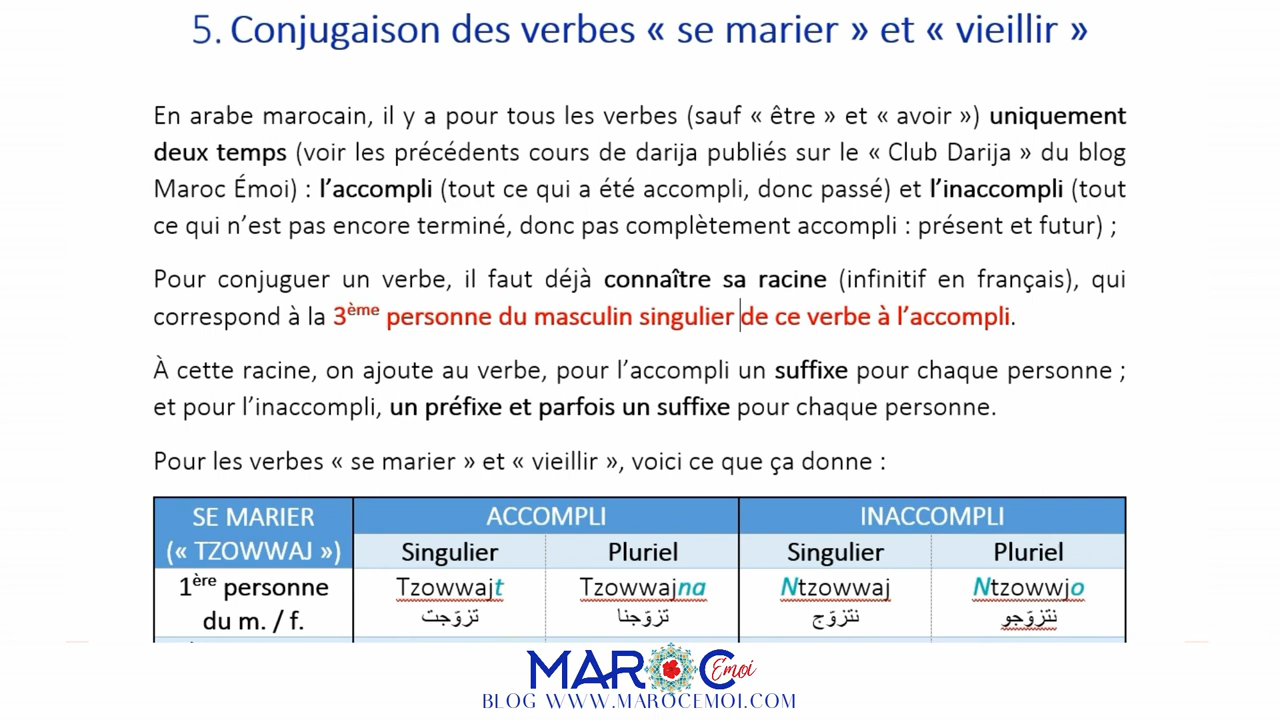 5. Conjugaison des verbes « se marier » et « vieillir »
En arabe marocain, il y a pour tous les verbes (sauf « être » et « avoir ») uniquement
deux temps (voir les précédents cours de darija publiés sur le « Club Darija » du blog
Maroc Émoi) : l’accompli (tout ce qui a été accompli, donc passé) et l’inaccompli (tout
ce qui n’est pas encore terminé, donc pas complètement accompli : présent et futur) ;
Pour conjuguer un verbe, il faut déjà connaître sa racine (infinitif en français), qui
correspond à la 3ème personne du masculin singulier de ce verbe à l’accompli.
À cette racine, on ajoute au verbe, pour l’accompli un suffixe pour chaque personne ;
et pour l’inaccompli, un préfixe et parfois un suffixe pour chaque personne.
Pour les verbes « se marier » et « vieillir », voici ce que ça donne :
SE MARIER ACCOMPLI INACCOMPLI
(« TZOWWAJ ») Singulier Pluriel Singulier Pluriel
1ère personne Tzowwajt Tzowwajna Ntzowwaj Ntzowwjo
du m. / f. تزوّجت تزوّجنا نتزوّج نتزوّجو
MAROC Émoi
BLOG WWW.MAROCEMOI.COM